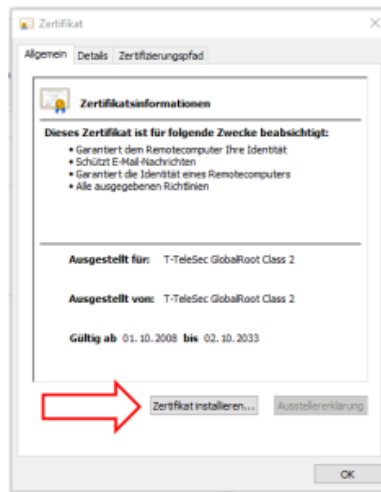 Zertifikat
Allgemein Details Zertifizierungspfad
Zertifikatsinformationen
Dieses Zertifikat ist für folgende Zwecke beabsichtigt:
• Garantiert dem Remotecomputer Ihre Identität
• Schützt E-Mail-Nachrichten
• Garantiert die Identität eines Remotecomputers
• Alle ausgegebenen Richtlinien
Ausgestellt für: T-TeleSec GlobalRoot Class 2
Ausgestellt von: T-TeleSec GlobalRoot Class 2
Gültig ab 01.10.2008 bis 02.10.2033
Zertifikat installieren... Ausstellererklärung
OK